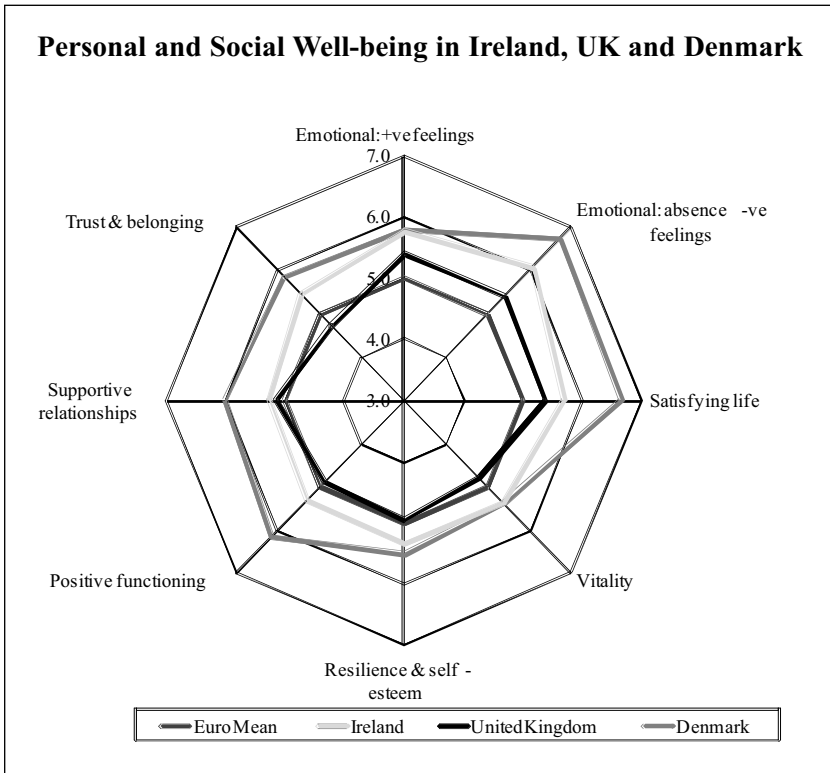 Personal and Social Well-being in Ireland, UK and Denmark
Emotional: +ve feelings
7.0
Emotional: absence -ve
feelings
Trust & belonging
6.0
5.0
4.0
Supportive
relationships
3.0
Satisfying life
Positive functioning
Vitality
Resilience & self -
esteem
Euro Mean
Ireland
United Kingdom
Denmark